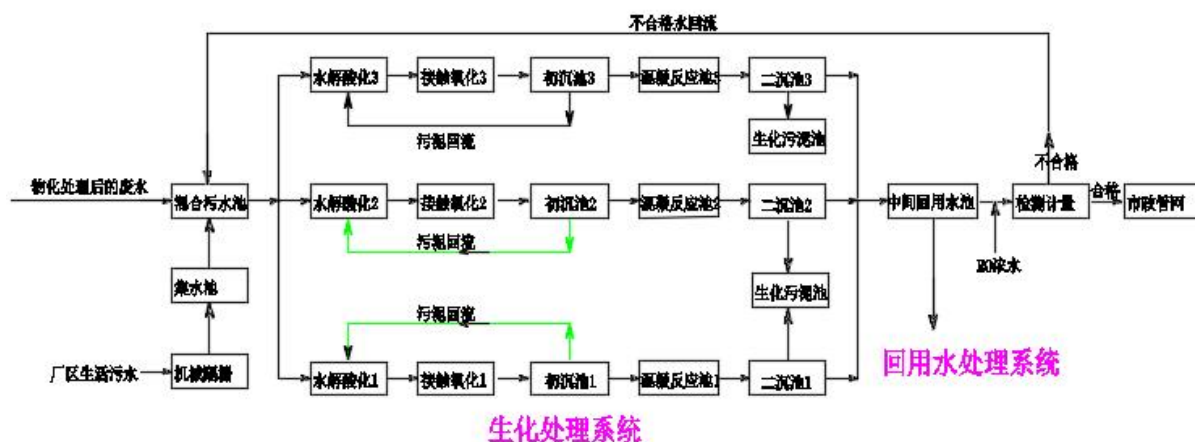 不合格水回流
水解酸化3
接触氧化3
初沉池3
混凝反应池3
二沉池3
污泥回流
生化污泥池
不合格
物化处理后的废水
混合污水池
水解酸化2
接触氧化2
初沉池2
混凝反应池2
二沉池2
中间回用水池
检测计量
合格
市政管网
污泥回流
RO浓水
集水池
生化污泥池
污泥回流
厂区生活污水
机械隔栅
水解酸化1
接触氧化1
初沉池1
混凝反应池1
二沉池1
回用水处理系统
生化处理系统